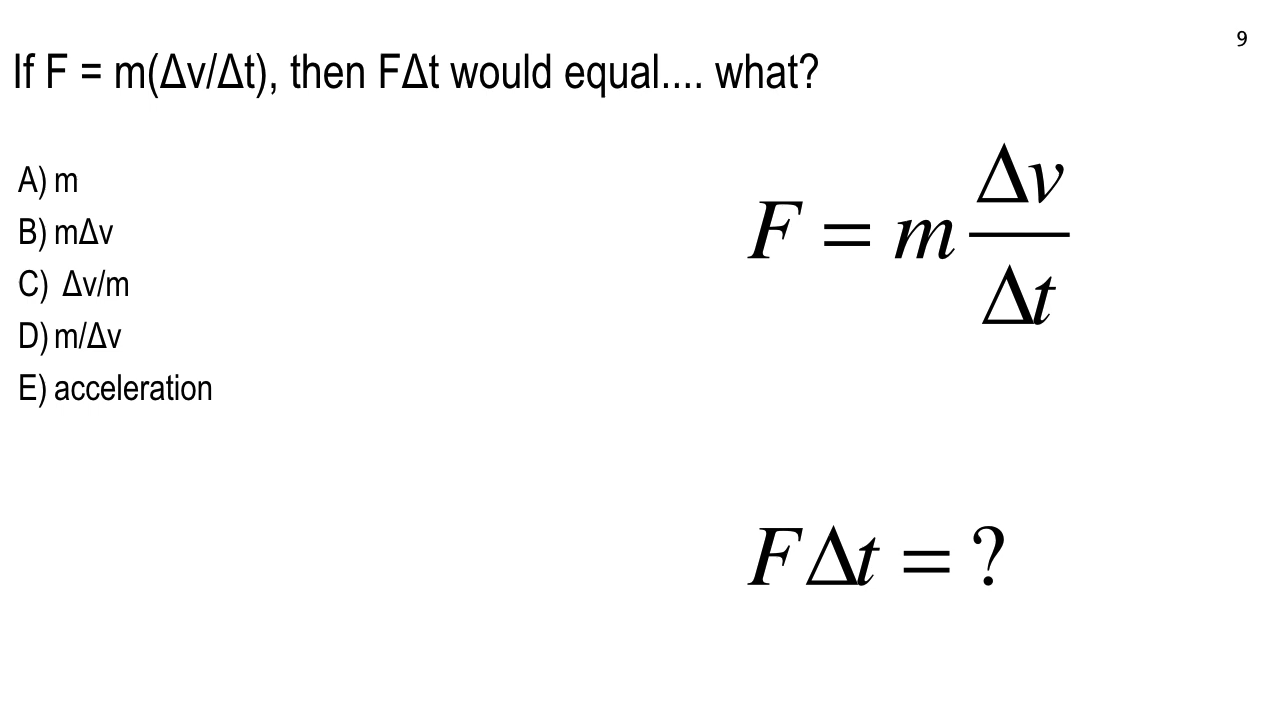 9
If F = m(Δv/Δt), then FΔt would equal.... what?
A) m
B) mΔv
C) Δv/m
D) m/Δv
E) acceleration
F = m Δv/Δt
FΔt = ?